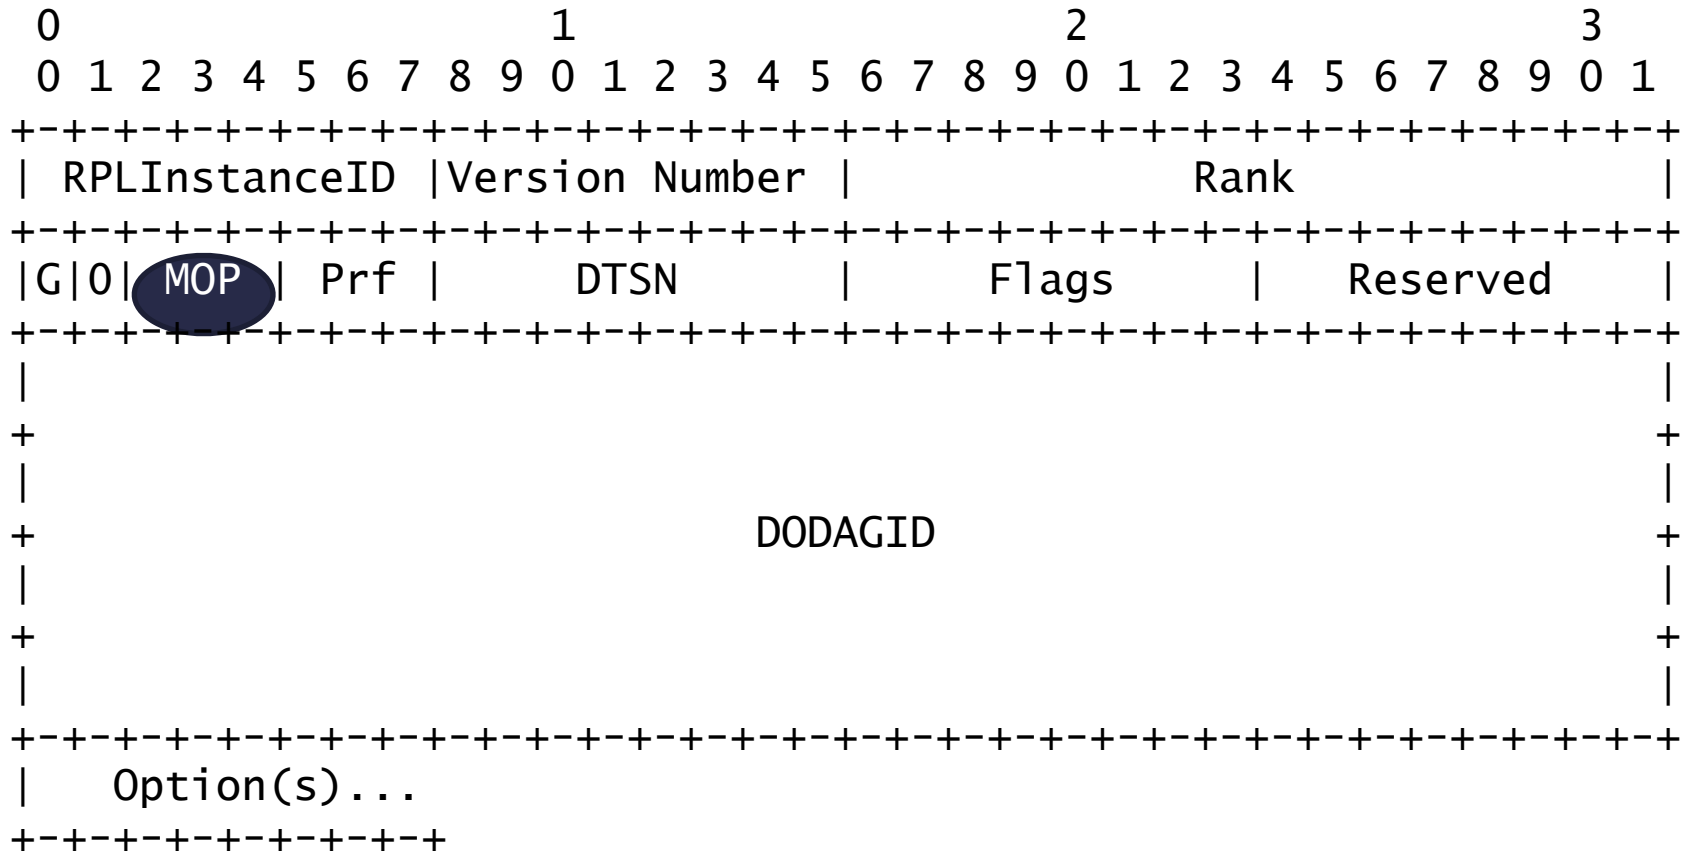 0                   1                   2                   3
 0 1 2 3 4 5 6 7 8 9 0 1 2 3 4 5 6 7 8 9 0 1 2 3 4 5 6 7 8 9 0 1
+-+-+-+-+-+-+-+-+-+-+-+-+-+-+-+-+-+-+-+-+-+-+-+-+-+-+-+-+-+-+-+-+
| RPLInstanceID |Version Number |             Rank              |
+-+-+-+-+-+-+-+-+-+-+-+-+-+-+-+-+-+-+-+-+-+-+-+-+-+-+-+-+-+-+-+-+
|G|0| MOP | Prf |     DTSN      |     Flags     |   Reserved    |
+-+-+-+-+-+-+-+-+-+-+-+-+-+-+-+-+-+-+-+-+-+-+-+-+-+-+-+-+-+-+-+-+
|                                                               |
+                                                               +
|                                                               |
+                            DODAGID                            +
|                                                               |
+                                                               +
|                                                               |
+-+-+-+-+-+-+-+-+-+-+-+-+-+-+-+-+-+-+-+-+-+-+-+-+-+-+-+-+-+-+-+-+
|   Option(s)...
+-+-+-+-+-+-+-+-+